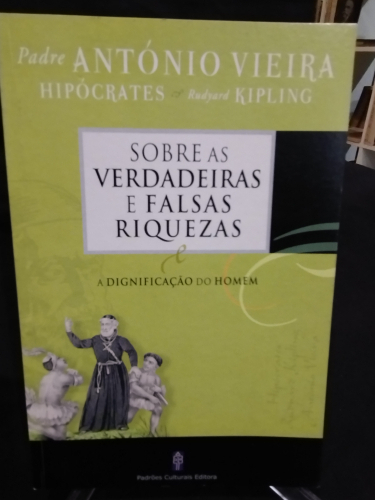 Padre ANTÓNIO VIEIRA
HIPÓCRATES e Rudyard KIPLING
SOBRE AS
VERDADEIRAS
E FALSAS
RIQUEZAS
e
A DIGNIFICAÇÃO DO HOMEM
Padrões Culturais Editora